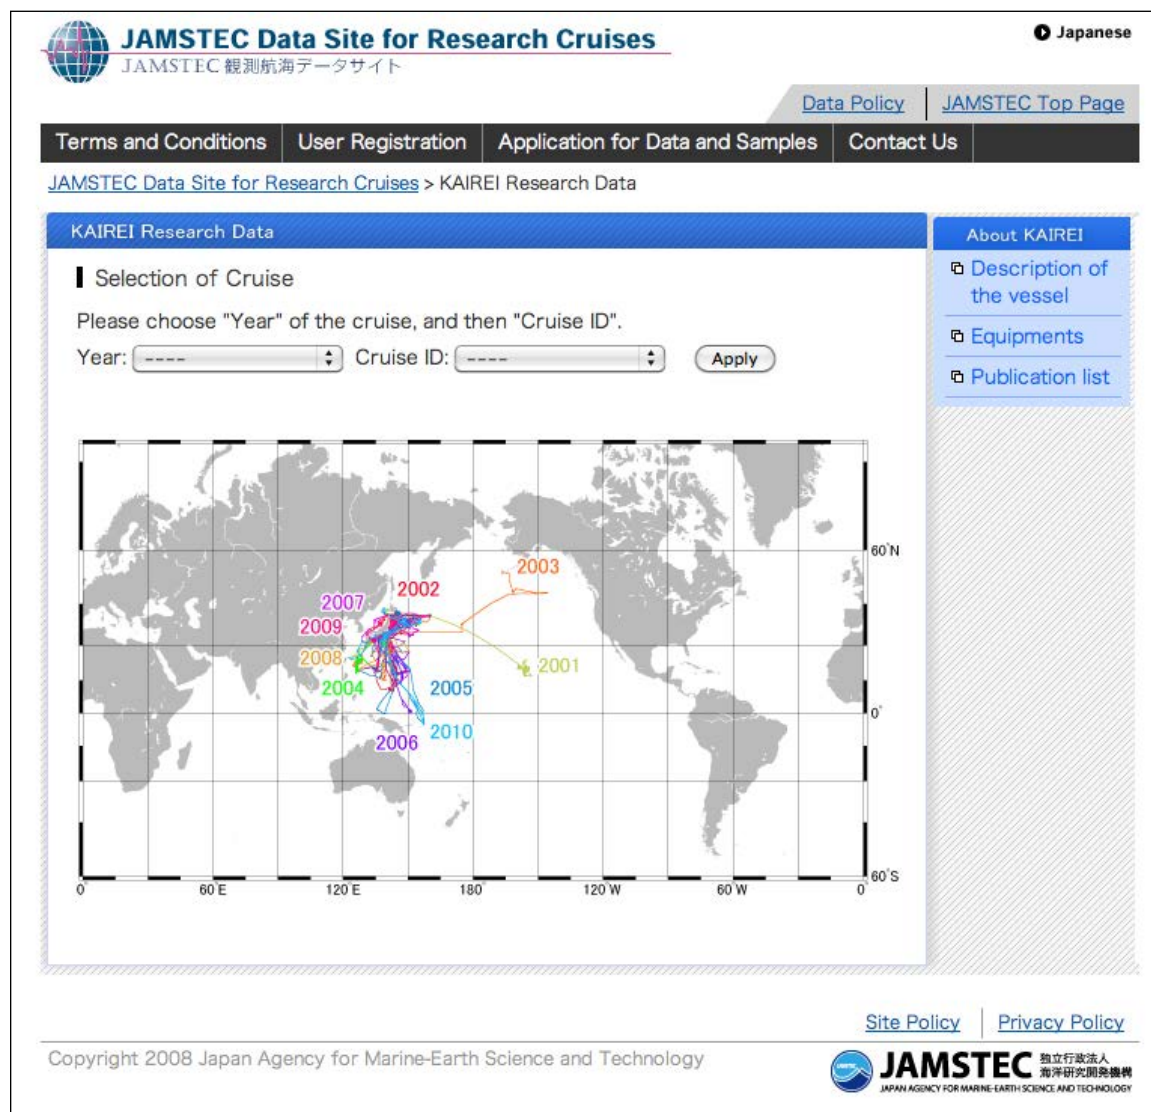 JAMSTEC Data Site for Research Cruises
JAMSTEC 観測航海データサイト
Japanese
Data Policy
JAMSTEC Top Page
Terms and Conditions
User Registration
Application for Data and Samples
Contact Us
JAMSTEC Data Site for Research Cruises > KAIREI Research Data
KAIREI Research Data
Selection of Cruise
Please choose "Year" of the cruise, and then "Cruise ID".
Year: ----
Cruise ID: ----
Apply
About KAIREI
Description of
the vessel
Equipments
Publication list
2003
2002
2007
2009
2008
2001
2004
2005
2010
2006
60°N
0°
60°S
0°
60°E
120°E
180°
120°W
60°W
0°
Site Policy
Privacy Policy
Copyright 2008 Japan Agency for Marine-Earth Science and Technology
JAMSTEC
独立行政法人
海洋研究開発機構
JAPAN AGENCY FOR MARINE-EARTH SCIENCE AND TECHNOLOGY